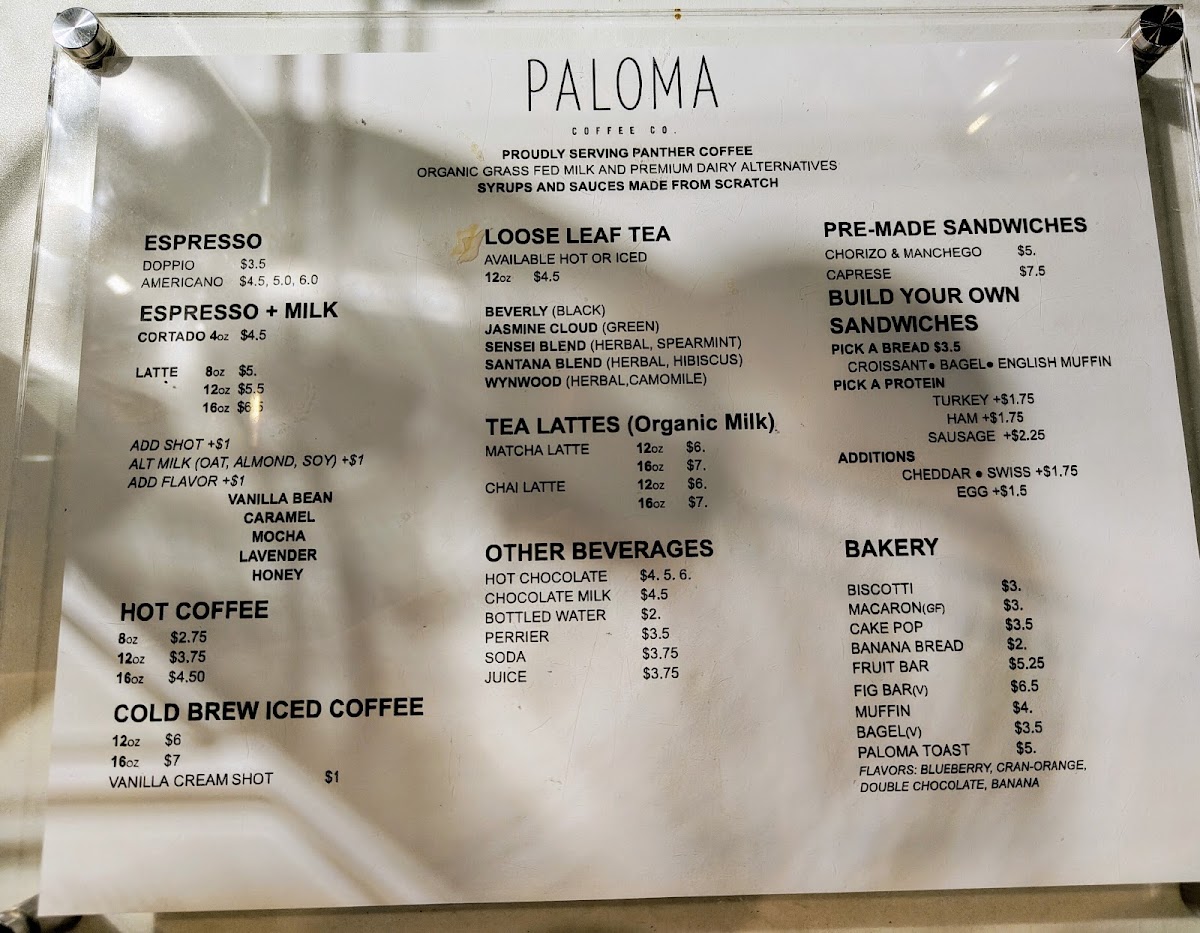 PALOMA
COFFEE CO.
PROUDLY SERVING PANTHER COFFEE
ORGANIC GRASS FED MILK AND PREMIUM DAIRY ALTERNATIVES
SYRUPS AND SAUCES MADE FROM SCRATCH
ESPRESSO
DOPPIO $3.5
AMERICANO $4.5, 5.0, 6.0
ESPRESSO + MILK
CORTADO 4oz $4.5
LATTE 8oz $5.
12oz $5.5
16oz $6
ADD SHOT +$1
ALT MILK (OAT, ALMOND, SOY) +$1
ADD FLAVOR +$1
VANILLA BEAN
CARAMEL
MOCHA
LAVENDER
HONEY
HOT COFFEE
8oz $2.75
12oz $3.75
16oz $4.50
COLD BREW ICED COFFEE
12oz $6
16oz $7
VANILLA CREAM SHOT $1
LOOSE LEAF TEA
AVAILABLE HOT OR ICED
12oz $4.5
BEVERLY (BLACK)
JASMINE CLOUD (GREEN)
SENSEI BLEND (HERBAL, SPEARMINT)
SANTANA BLEND (HERBAL, HIBISCUS)
WYNWOOD (HERBAL,CAMOMILE)
TEA LATTES (Organic Milk)
MATCHA LATTE 12oz $6.
16oz $7.
CHAI LATTE 12oz $6.
16oz $7.
OTHER BEVERAGES
HOT CHOCOLATE $4. 5. 6.
CHOCOLATE MILK $4.5
BOTTLED WATER $2.
PERRIER $3.5
SODA $3.75
JUICE $3.75
PRE-MADE SANDWICHES
CHORIZO & MANCHEGO $5.
CAPRESE $7.5
BUILD YOUR OWN
SANDWICHES
PICK A BREAD $3.5
CROISSANT● BAGEL● ENGLISH MUFFIN
PICK A PROTEIN
TURKEY +$1.75
HAM +$1.75
SAUSAGE +$2.25
ADDITIONS
CHEDDAR ● SWISS +$1.75
EGG +$1.5
BAKERY
BISCOTTI $3.
MACARON(GF) $3.
CAKE POP $3.5
BANANA BREAD $2.
FRUIT BAR $5.25
FIG BAR(V) $6.5
MUFFIN $4.
BAGEL(V) $3.5
PALOMA TOAST $5.
FLAVORS: BLUEBERRY, CRAN-ORANGE,
DOUBLE CHOCOLATE, BANANA